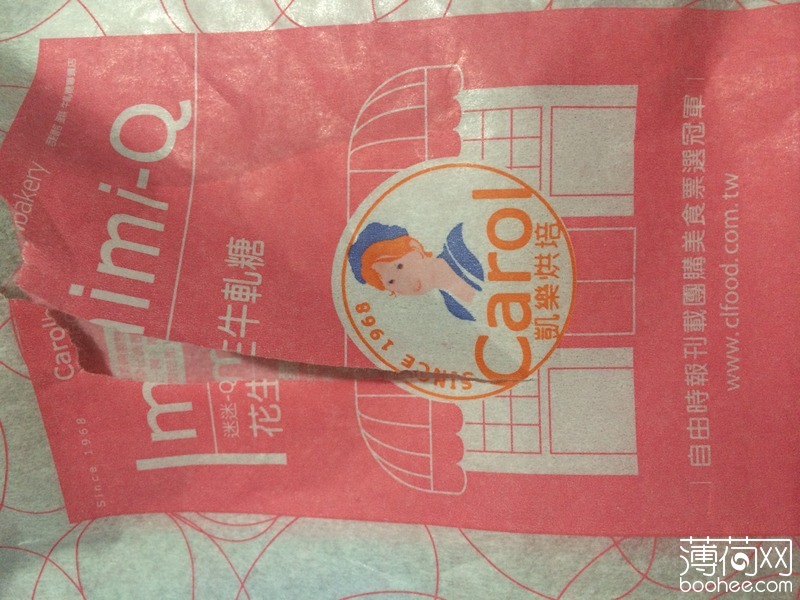 Since 1968
Carol bakery
Imimi-Q
迷迷-Q
花生牛軋糖
SINCE 1968
Carol
凱樂烘培
自由時報刊載團購美食票選冠軍
www.clfood.com.tw
薄荷网
boohee.com